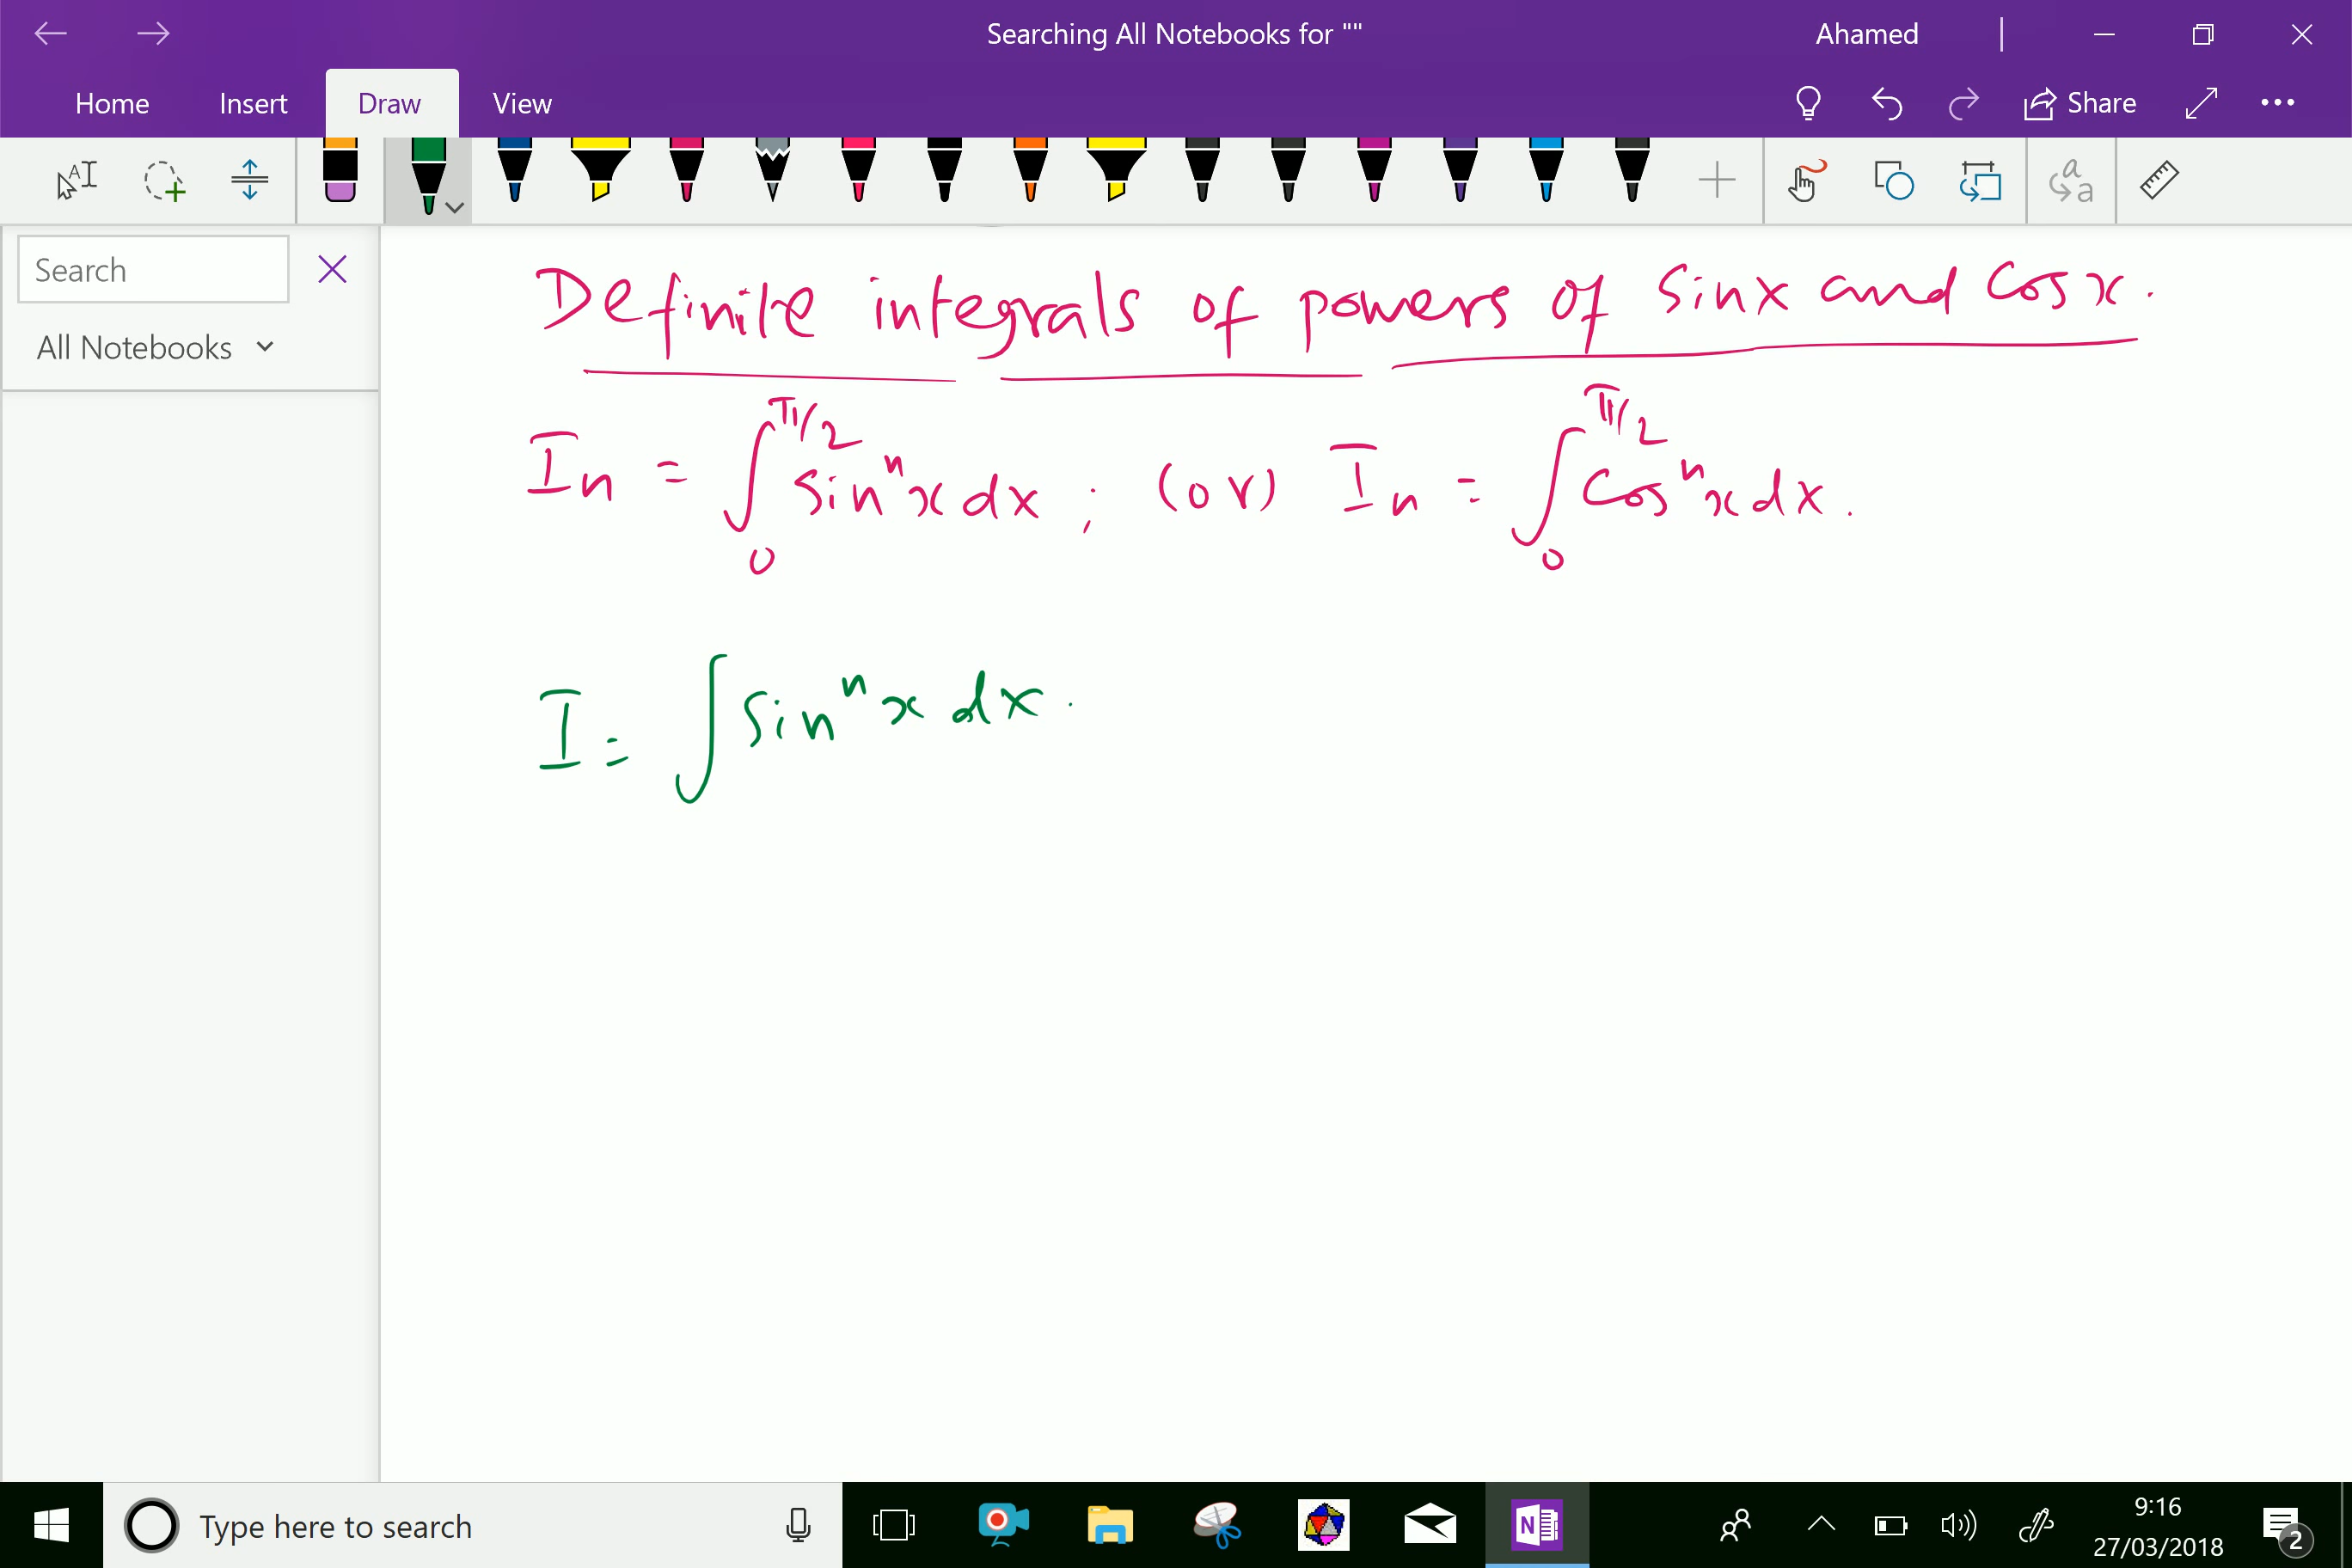 Searching All Notebooks for ""
Ahamed
Home Insert Draw View
Share
Search
All Notebooks
Definite integrals of powers of sin x and cos x.
Iₙ = ∫₀^(π/2) sinⁿx dx ; (or) Iₙ = ∫₀^(π/2) Cosⁿx dx.
I = ∫ sinⁿx dx.
Type here to search
N
9:16
27/03/2018
2